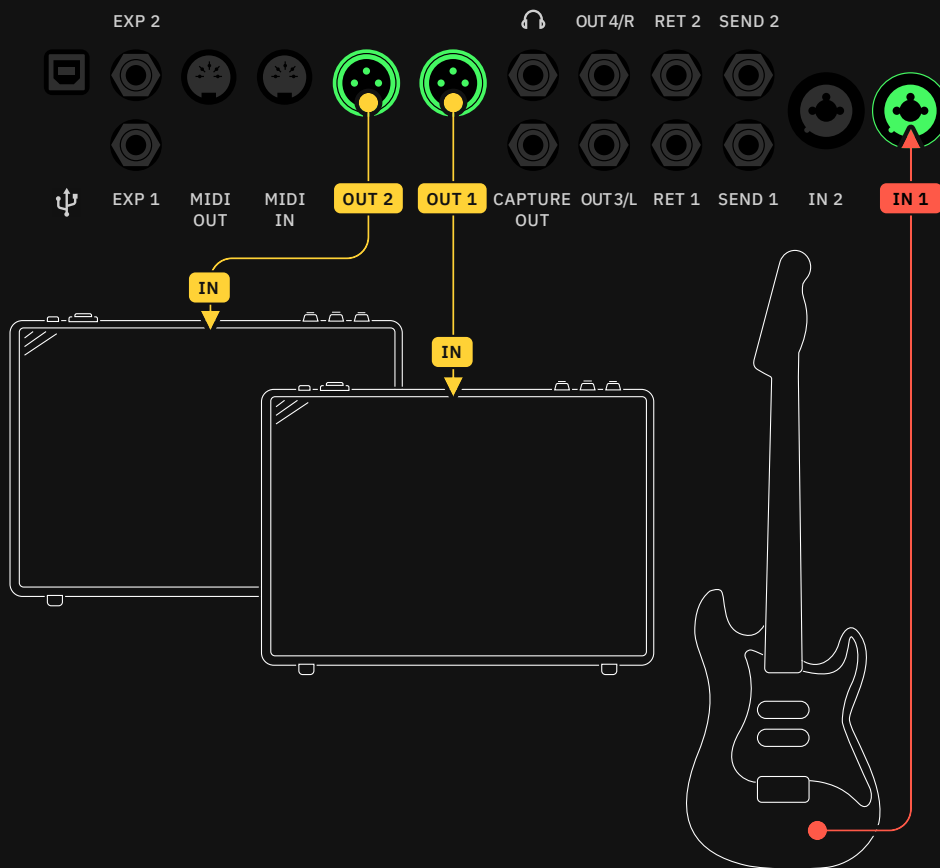 EXP 2
OUT4/R
RET 2
SEND 2
EXP 1
MIDI
OUT
MIDI
IN
OUT 2
OUT 1
CAPTURE
OUT
OUT3/L
RET 1
SEND 1
IN 2
IN 1
IN
IN